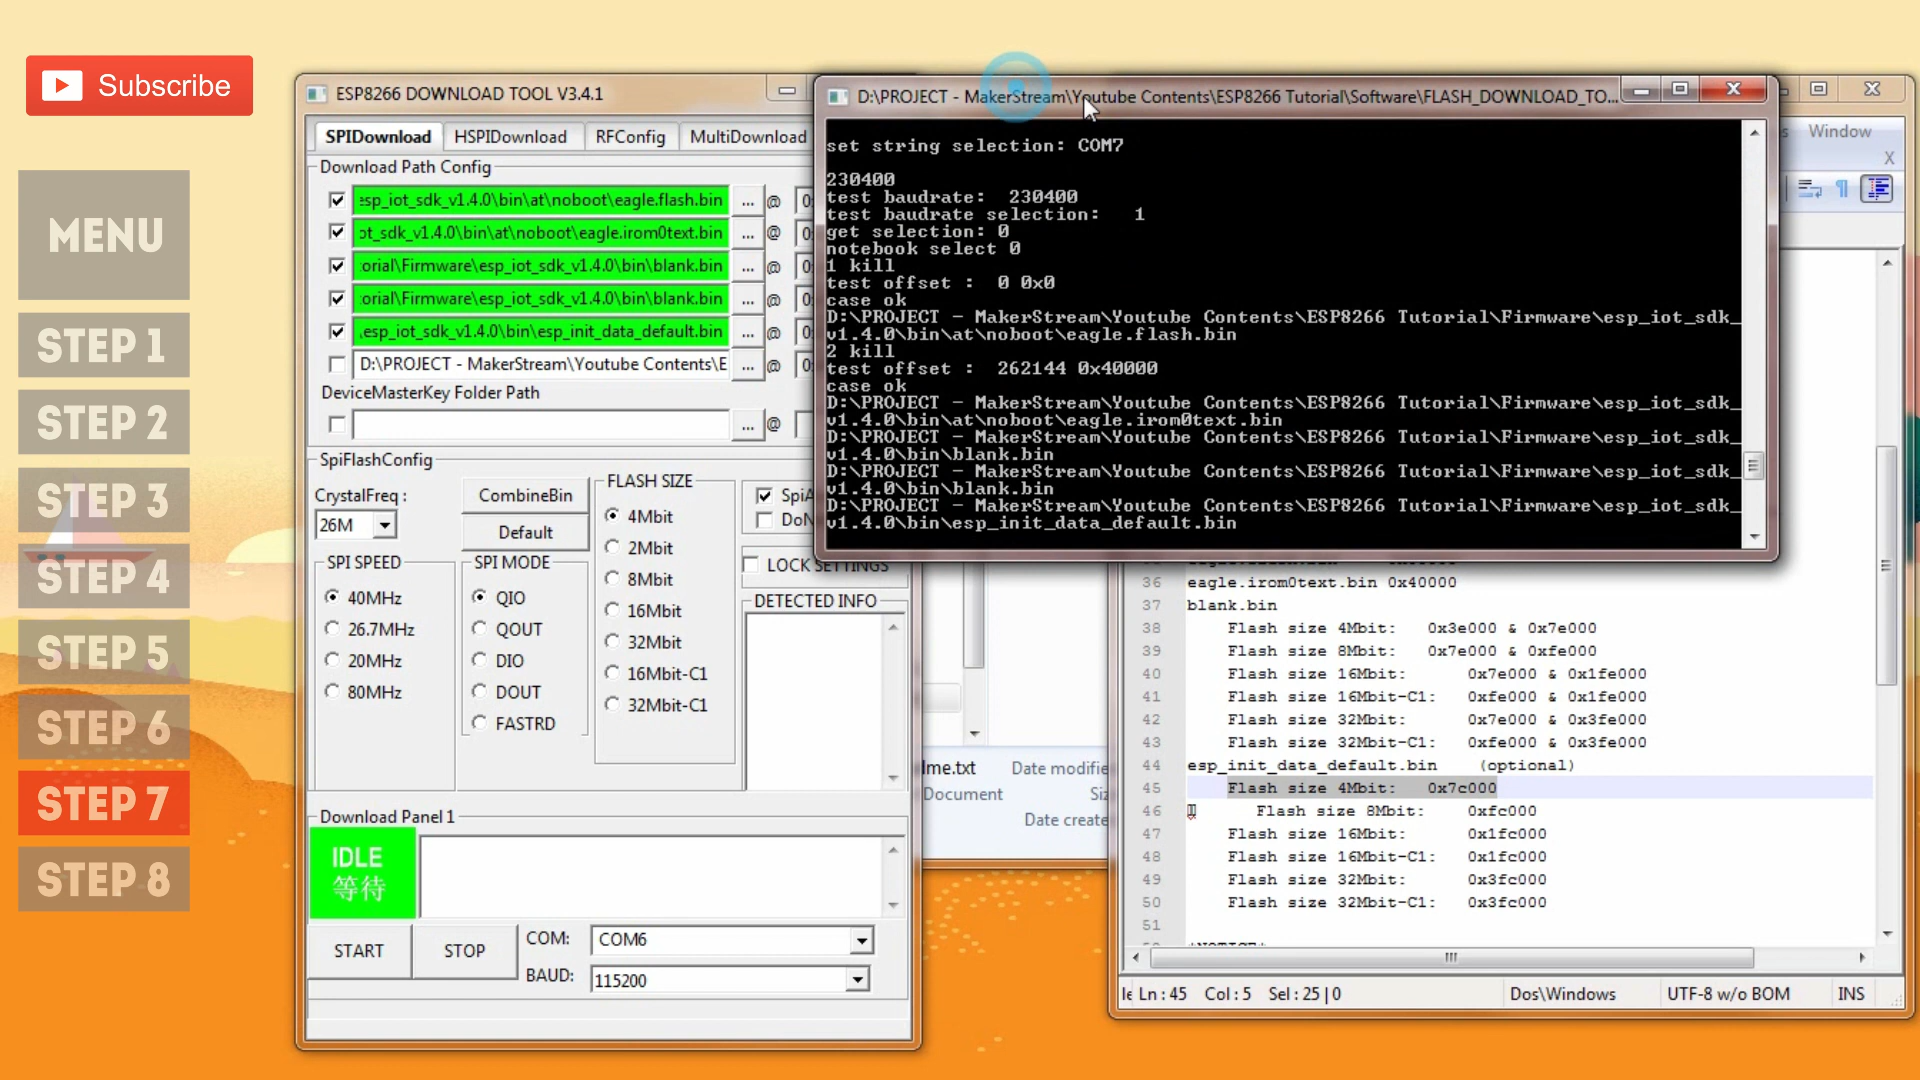 Subscribe
MENU
STEP 1
STEP 2
STEP 3
STEP 4
STEP 5
STEP 6
STEP 7
STEP 8
ESP8266 DOWNLOAD TOOL V3.4.1
SPIDownload HSPIDownload RFConfig MultiDownload
Download Path Config
esp_iot_sdk_v1.4.0\bin\at\noboot\eagle.flash.bin ... @ 0
ot_sdk_v1.4.0\bin\at\noboot\eagle.irom0text.bin ... @ 0
orial\Firmware\esp_iot_sdk_v1.4.0\bin\blank.bin ... @ 0
orial\Firmware\esp_iot_sdk_v1.4.0\bin\blank.bin ... @ 0
esp_iot_sdk_v1.4.0\bin\esp_init_data_default.bin ... @ 0
D:\PROJECT - MakerStream\Youtube Contents\E ... @ 0
DeviceMasterKey Folder Path
... @
SpiFlashConfig
CrystalFreq :
26M
CombineBin
Default
SPI SPEED
40MHz
26.7MHz
20MHz
80MHz
SPI MODE
QIO
QOUT
DIO
DOUT
FASTRD
FLASH SIZE
4Mbit
2Mbit
8Mbit
16Mbit
32Mbit
16Mbit-C1
32Mbit-C1
SpiA
DoN
LOCK SETTINGS
DETECTED INFO
Download Panel 1
IDLE
等待
START
STOP
COM: COM6
BAUD: 115200
D:\PROJECT - MakerStream\Youtube Contents\ESP8266 Tutorial\Software\FLASH_DOWNLOAD_TO...
set string selection: COM7
230400
test baudrate:  230400
test baudrate selection:   1
get selection: 0
notebook select 0
1 kill
test offset :  0 0x0
case ok
D:\PROJECT - MakerStream\Youtube Contents\ESP8266 Tutorial\Firmware\esp_iot_sdk_
v1.4.0\bin\at\noboot\eagle.flash.bin
2 kill
test offset :  262144 0x40000
case ok
D:\PROJECT - MakerStream\Youtube Contents\ESP8266 Tutorial\Firmware\esp_iot_sdk_
v1.4.0\bin\at\noboot\eagle.irom0text.bin
D:\PROJECT - MakerStream\Youtube Contents\ESP8266 Tutorial\Firmware\esp_iot_sdk_
v1.4.0\bin\blank.bin
D:\PROJECT - MakerStream\Youtube Contents\ESP8266 Tutorial\Firmware\esp_iot_sdk_
v1.4.0\bin\blank.bin
D:\PROJECT - MakerStream\Youtube Contents\ESP8266 Tutorial\Firmware\esp_iot_sdk_
v1.4.0\bin\esp_init_data_default.bin
s Window
X
dme.txt Date modifie
Document Siz
Date create
36 eagle.irom0text.bin 0x40000
37 blank.bin
38 Flash size 4Mbit: 0x3e000 & 0x7e000
39 Flash size 8Mbit: 0x7e000 & 0xfe000
40 Flash size 16Mbit: 0x7e000 & 0x1fe000
41 Flash size 16Mbit-C1: 0xfe000 & 0x1fe000
42 Flash size 32Mbit: 0x7e000 & 0x3fe000
43 Flash size 32Mbit-C1: 0xfe000 & 0x3fe000
44 esp_init_data_default.bin (optional)
45 Flash size 4Mbit: 0x7c000
46 Flash size 8Mbit: 0xfc000
47 Flash size 16Mbit: 0x1fc000
48 Flash size 16Mbit-C1: 0x1fc000
49 Flash size 32Mbit: 0x3fc000
50 Flash size 32Mbit-C1: 0x3fc000
51
le Ln : 45 Col : 5 Sel : 25 | 0 Dos\Windows UTF-8 w/o BOM INS